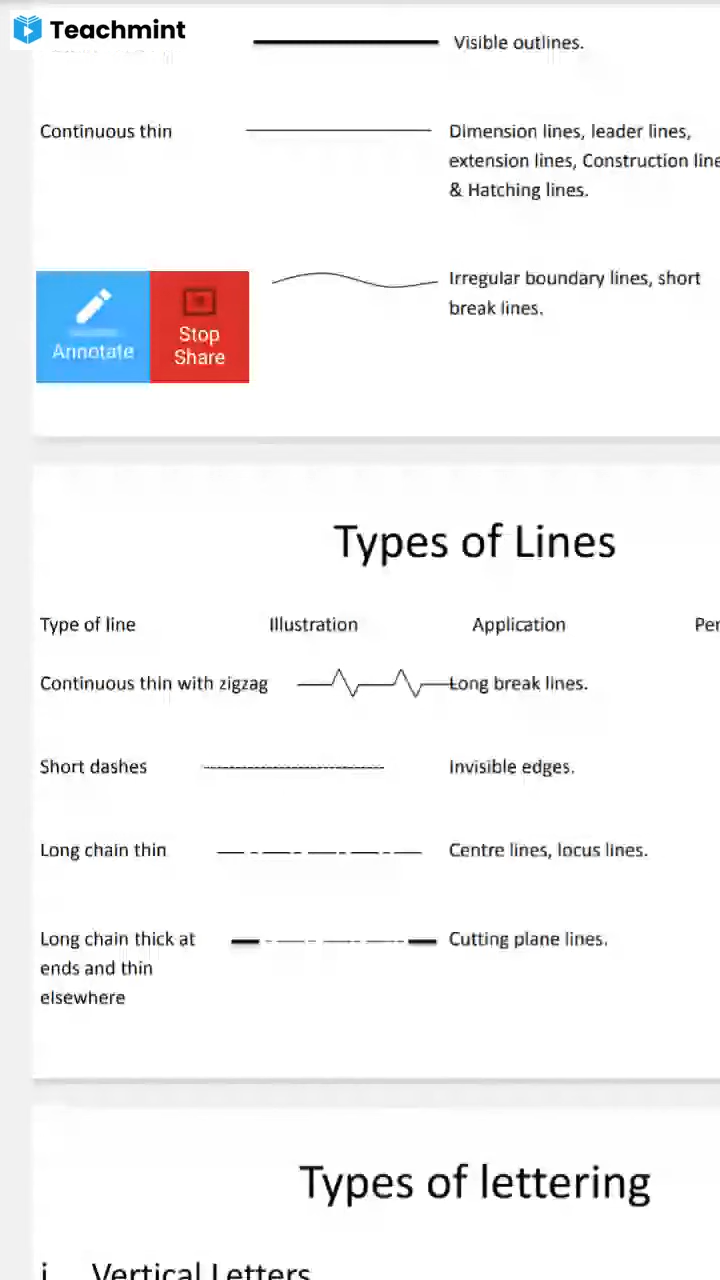 Teachmint
Visible outlines.
Continuous thin
Dimension lines, leader lines,
extension lines, Construction line
& Hatching lines.
Annotate
Stop
Share
Irregular boundary lines, short
break lines.
Types of Lines
Type of line Illustration Application Per
Continuous thin with zigzag Long break lines.
Short dashes Invisible edges.
Long chain thin Centre lines, locus lines.
Long chain thick at Cutting plane lines.
ends and thin
elsewhere
Types of lettering
i. Vertical Letters